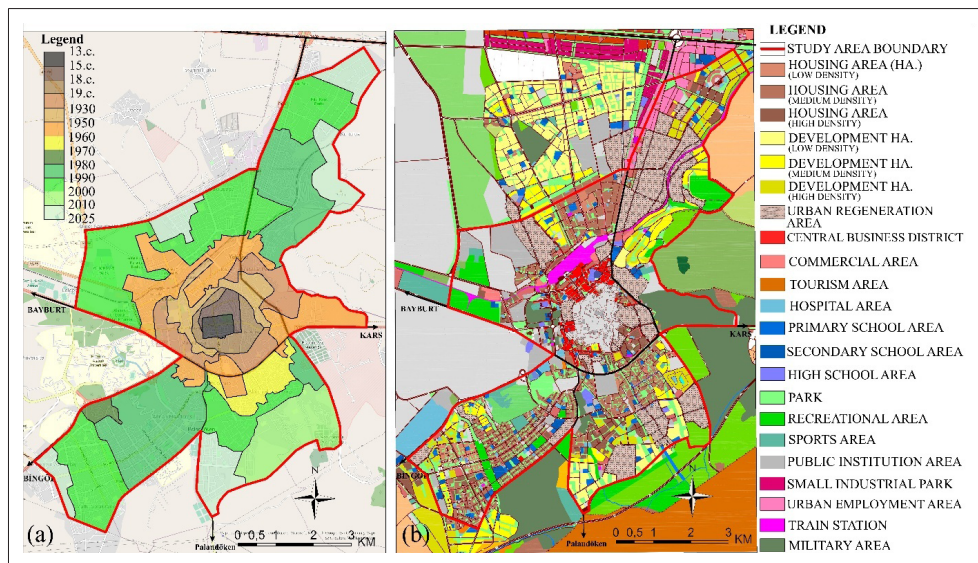 Legend
13.c.
15.c.
18.c.
19.c.
1930
1950
1960
1970
1980
1990
2000
2010
2025
BAYBURT
KARS
BİNGÖL
Palandöken
N
0 0,5 1 2 3
KM
(a)
BAYBURT
KARS
BİNGÖL
Palandöken
N
0 0,5 1 2 3
KM
(b)
LEGEND
STUDY AREA BOUNDARY
HOUSING AREA (HA.)
(LOW DENSITY)
HOUSING AREA
(MEDIUM DENSITY)
HOUSING AREA
(HIGH DENSITY)
DEVELOPMENT HA.
(LOW DENSITY)
DEVELOPMENT HA.
(MEDIUM DENSITY)
DEVELOPMENT HA.
(HIGH DENSITY)
URBAN REGENERATION
AREA
CENTRAL BUSINESS DISTRICT
COMMERCIAL AREA
TOURISM AREA
HOSPITAL AREA
PRIMARY SCHOOL AREA
SECONDARY SCHOOL AREA
HIGH SCHOOL AREA
PARK
RECREATIONAL AREA
SPORTS AREA
PUBLIC INSTITUTION AREA
SMALL INDUSTRIAL PARK
URBAN EMPLOYMENT AREA
TRAIN STATION
MILITARY AREA